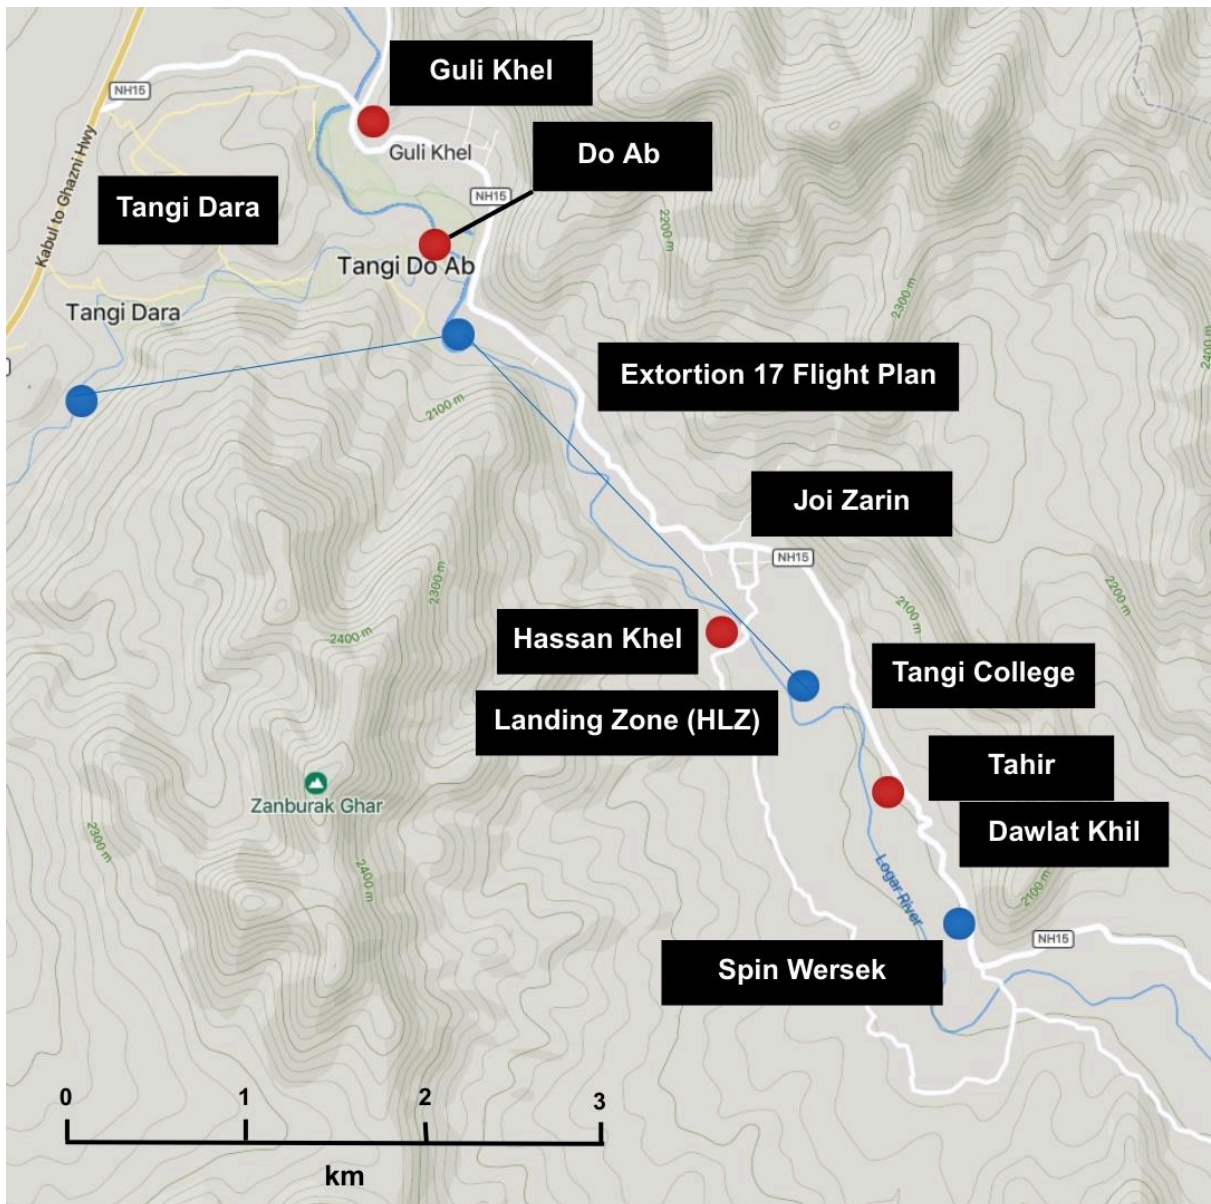 Guli Khel
NH15
Do Ab
Guli Khel
Kabul to Ghazni Hwy
Tangi Dara
NH15
2200 m
Tangi Do Ab
Tangi Dara
2300 m
2400 m
Extortion 17 Flight Plan
2100 m
Joi Zarin
NH15
2300 m
2200 m
2100 m
2400 m
Hassan Khel
Tangi College
Landing Zone (HLZ)
Tahir
Zanburak Ghar
Dawlat Khil
2300 m
2400 m
Logar River
2100 m
NH15
Spin Wersek
0 1 2 3
km